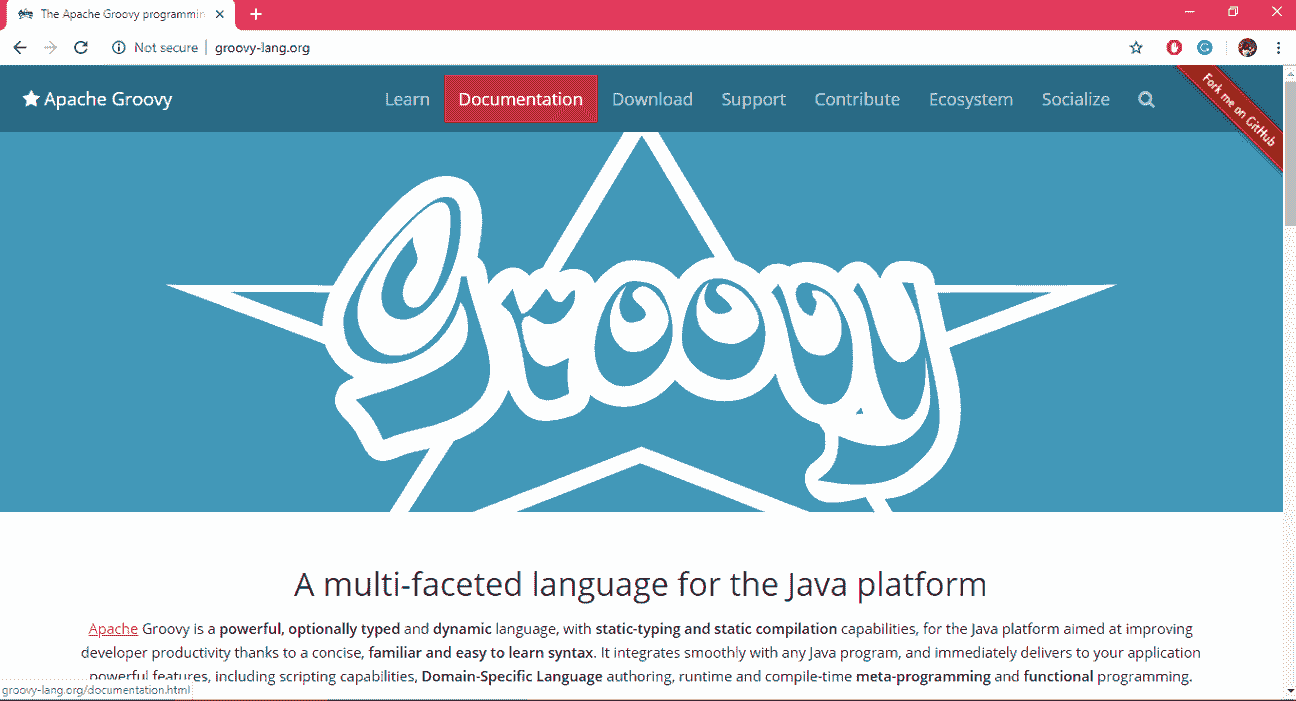 The Apache Groovy programmin
Not secure | groovy-lang.org
Apache Groovy Learn Documentation Download Support Contribute Ecosystem Socialize
Fork me on GitHub
Groovy
A multi-faceted language for the Java platform
Apache Groovy is a powerful, optionally typed and dynamic language, with static-typing and static compilation capabilities, for the Java platform aimed at improving
developer productivity thanks to a concise, familiar and easy to learn syntax. It integrates smoothly with any Java program, and immediately delivers to your application
powerful features, including scripting capabilities, Domain-Specific Language authoring, runtime and compile-time meta-programming and functional programming.
groovy-lang.org/documentation.html